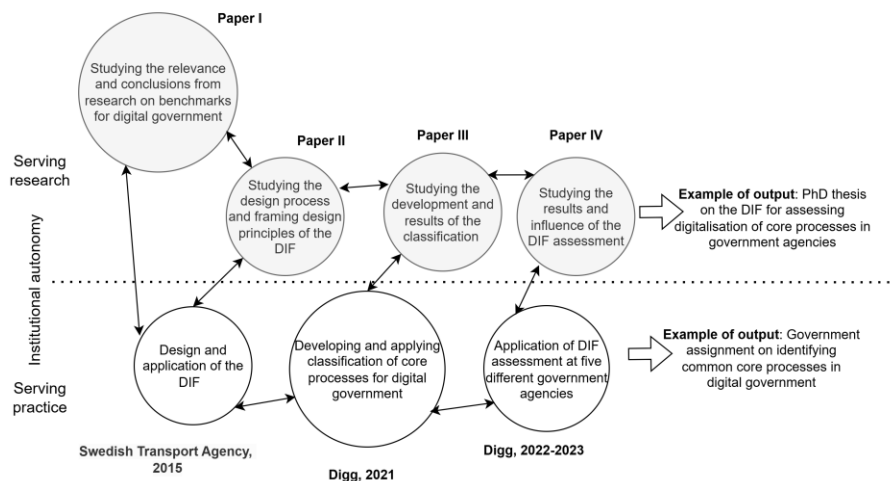 Paper I
Studying the relevance
and conclusions from
research on benchmarks
for digital government
Paper II
Paper III
Paper IV
Serving
research
Studying the
design process
and framing design
principles of the
DIF
Studying the
development and
results of the
classification
Studying the
results and
influence of the
DIF assessment
Example of output: PhD thesis
on the DIF for assessing
digitalisation of core processes in
government agencies
Institutional autonomy
Design and
application of the
DIF
Developing and applying
classification of core
processes for digital
government
Application of DIF
assessment at five
different government
agencies
Example of output: Government
assignment on identifying
common core processes in
digital government
Serving
practice
Swedish Transport Agency,
2015
Digg, 2021
Digg, 2022-2023